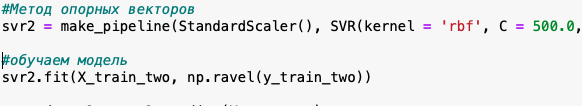 #Метод опорных векторов
svr2 = make_pipeline(StandardScaler(), SVR(kernel = 'rbf', C = 500.0,
#обучаем модель
svr2.fit(X_train_two, np.ravel(y_train_two))